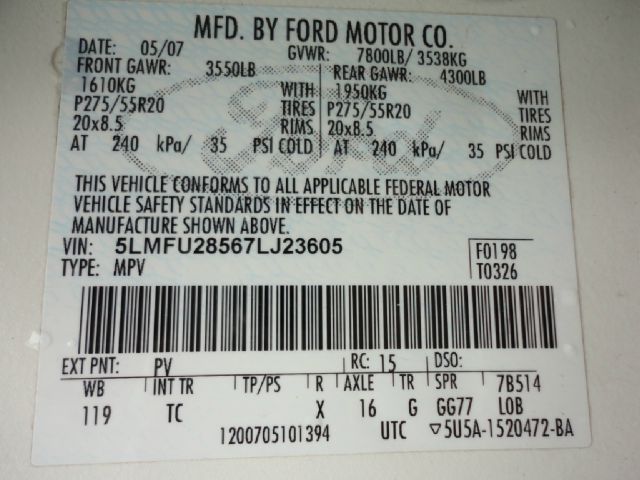 MFD. BY FORD MOTOR CO.
DATE: 05/07 GVWR: 7800LB/ 3538KG
FRONT GAWR: 3550LB REAR GAWR: 4300LB
1610KG WITH 1950KG WITH
P275/55R20 TIRES P275/55R20 TIRES
20x8.5 RIMS 20x8.5 RIMS
AT 240 kPa/ 35 PSI COLD AT 240 kPa/ 35 PSI COLD
Ford
THIS VEHICLE CONFORMS TO ALL APPLICABLE FEDERAL MOTOR
VEHICLE SAFETY STANDARDS IN EFFECT ON THE DATE OF
MANUFACTURE SHOWN ABOVE.
VIN: 5LMFU28567LJ23605 F0198
TYPE: MPV T0326
EXT PNT: PV RC: 15 DSO:
WB INT TR TP/PS R AXLE TR SPR 7B514
119 TC X 16 G GG77 LOB
1200705101394 UTC ▽5U5A-1520472-BA